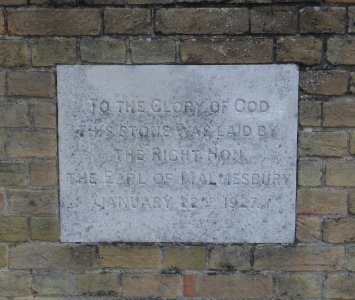 TO THE GLORY OF GOD
THIS STONE WAS LAID BY
THE RIGHT HON
THE EARL OF MALMESBURY
JANUARY 22ND 1927